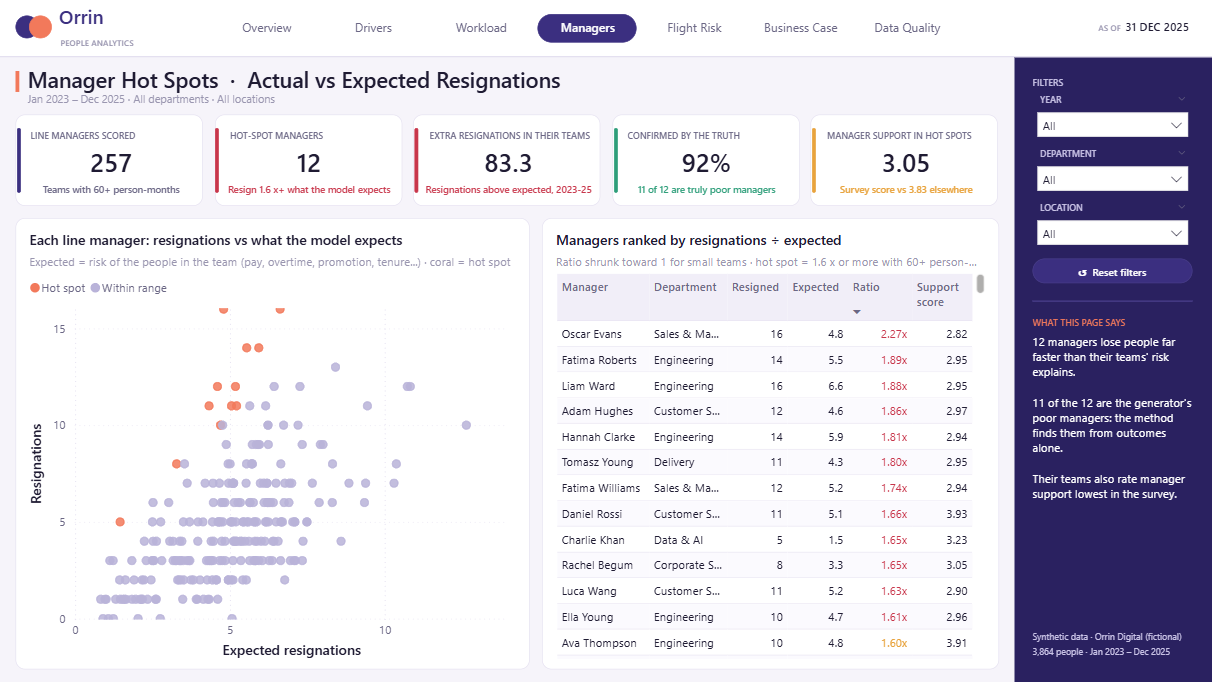 Orrin
PEOPLE ANALYTICS
Overview
Drivers
Workload
Managers
Flight Risk
Business Case
Data Quality
AS OF 31 DEC 2025
Manager Hot Spots · Actual vs Expected Resignations
Jan 2023 – Dec 2025 · All departments · All locations
LINE MANAGERS SCORED
257
Teams with 60+ person-months
HOT-SPOT MANAGERS
12
Resign 1.6 x+ what the model expects
EXTRA RESIGNATIONS IN THEIR TEAMS
83.3
Resignations above expected, 2023-25
CONFIRMED BY THE TRUTH
92%
11 of 12 are truly poor managers
MANAGER SUPPORT IN HOT SPOTS
3.05
Survey score vs 3.83 elsewhere
Each line manager: resignations vs what the model expects
Expected = risk of the people in the team (pay, overtime, promotion, tenure...) · coral = hot spot
Hot spot Within range
15
10
5
0
0 5 10
Resignations
Expected resignations
Managers ranked by resignations ÷ expected
Ratio shrunk toward 1 for small teams · hot spot = 1.6 x or more with 60+ person-...
Manager Department Resigned Expected Ratio Support score
Oscar Evans Sales & Ma... 16 4.8 2.27x 2.82
Fatima Roberts Engineering 14 5.5 1.89x 2.95
Liam Ward Engineering 16 6.6 1.88x 2.95
Adam Hughes Customer S... 12 4.6 1.86x 2.97
Hannah Clarke Engineering 14 5.9 1.81x 2.94
Tomasz Young Delivery 11 4.3 1.80x 2.95
Fatima Williams Sales & Ma... 12 5.2 1.74x 2.94
Daniel Rossi Customer S... 11 5.1 1.66x 3.93
Charlie Khan Data & AI 5 1.5 1.65x 3.23
Rachel Begum Corporate S... 8 3.3 1.65x 3.05
Luca Wang Customer S... 11 5.2 1.63x 2.90
Ella Young Engineering 10 4.7 1.61x 2.96
Ava Thompson Engineering 10 4.8 1.60x 3.91
FILTERS
YEAR
All
DEPARTMENT
All
LOCATION
All
↺ Reset filters
WHAT THIS PAGE SAYS
12 managers lose people far
faster than their teams' risk
explains.
11 of the 12 are the generator's
poor managers: the method
finds them from outcomes
alone.
Their teams also rate manager
support lowest in the survey.
Synthetic data · Orrin Digital (fictional)
3,864 people · Jan 2023 – Dec 2025